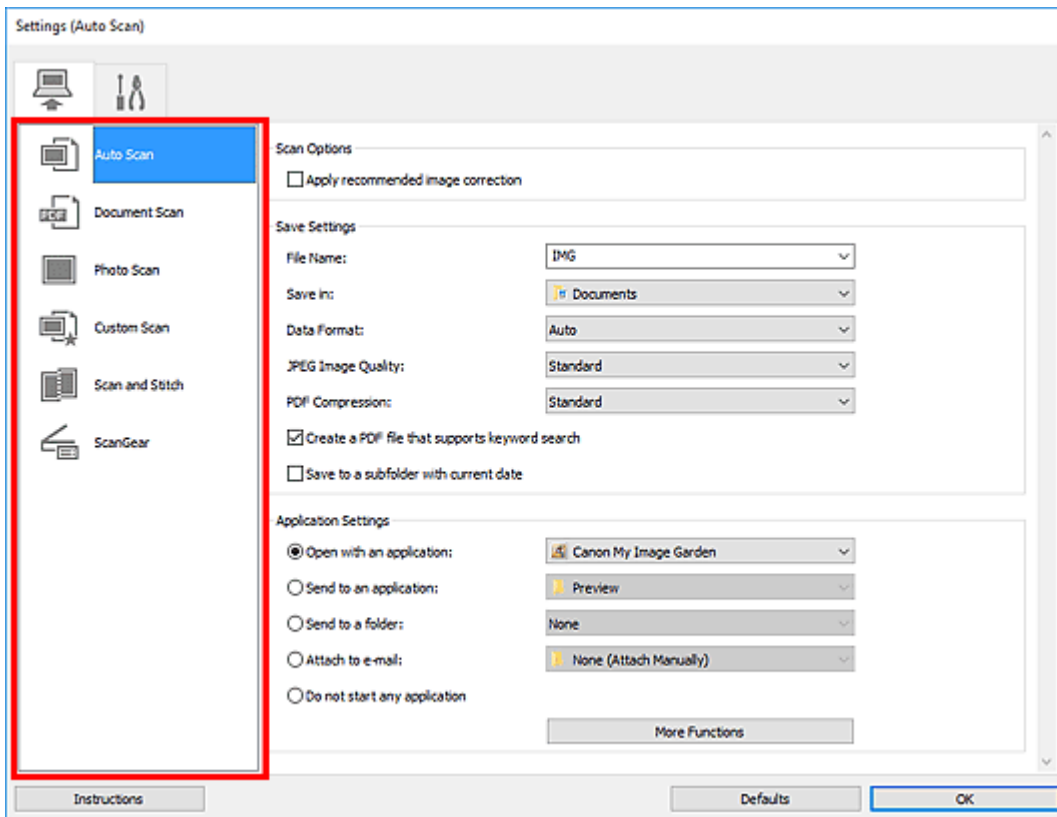 Settings (Auto Scan)
Auto Scan
Document Scan
Photo Scan
Custom Scan
Scan and Stitch
ScanGear
Scan Options
Apply recommended image correction
Save Settings
File Name: IMG
Save in: Documents
Data Format: Auto
JPEG Image Quality: Standard
PDF Compression: Standard
Create a PDF file that supports keyword search
Save to a subfolder with current date
Application Settings
Open with an application: Canon My Image Garden
Send to an application: Preview
Send to a folder: None
Attach to e-mail: None (Attach Manually)
Do not start any application
More Functions
Instructions Defaults OK